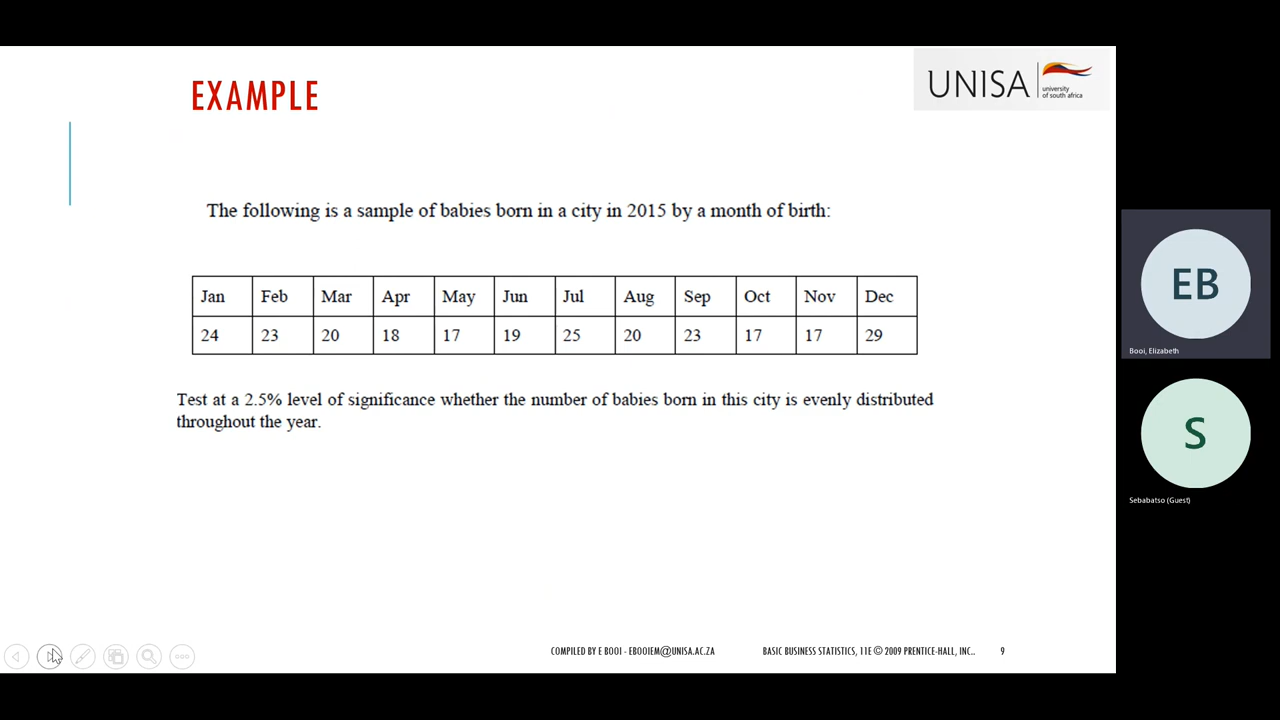 EXAMPLE
UNISA
university
of south africa
The following is a sample of babies born in a city in 2015 by a month of birth:
Jan Feb Mar Apr May Jun Jul Aug Sep Oct Nov Dec
24 23 20 18 17 19 25 20 23 17 17 29
Test at a 2.5% level of significance whether the number of babies born in this city is evenly distributed
throughout the year.
COMPILED BY E BOOI - EBOOIEM@UNISA.AC.ZA BASIC BUSINESS STATISTICS, 11E © 2009 PRENTICE-HALL, INC.. 9
EB
Booi, Elizabeth
S
Sebabatso (Guest)